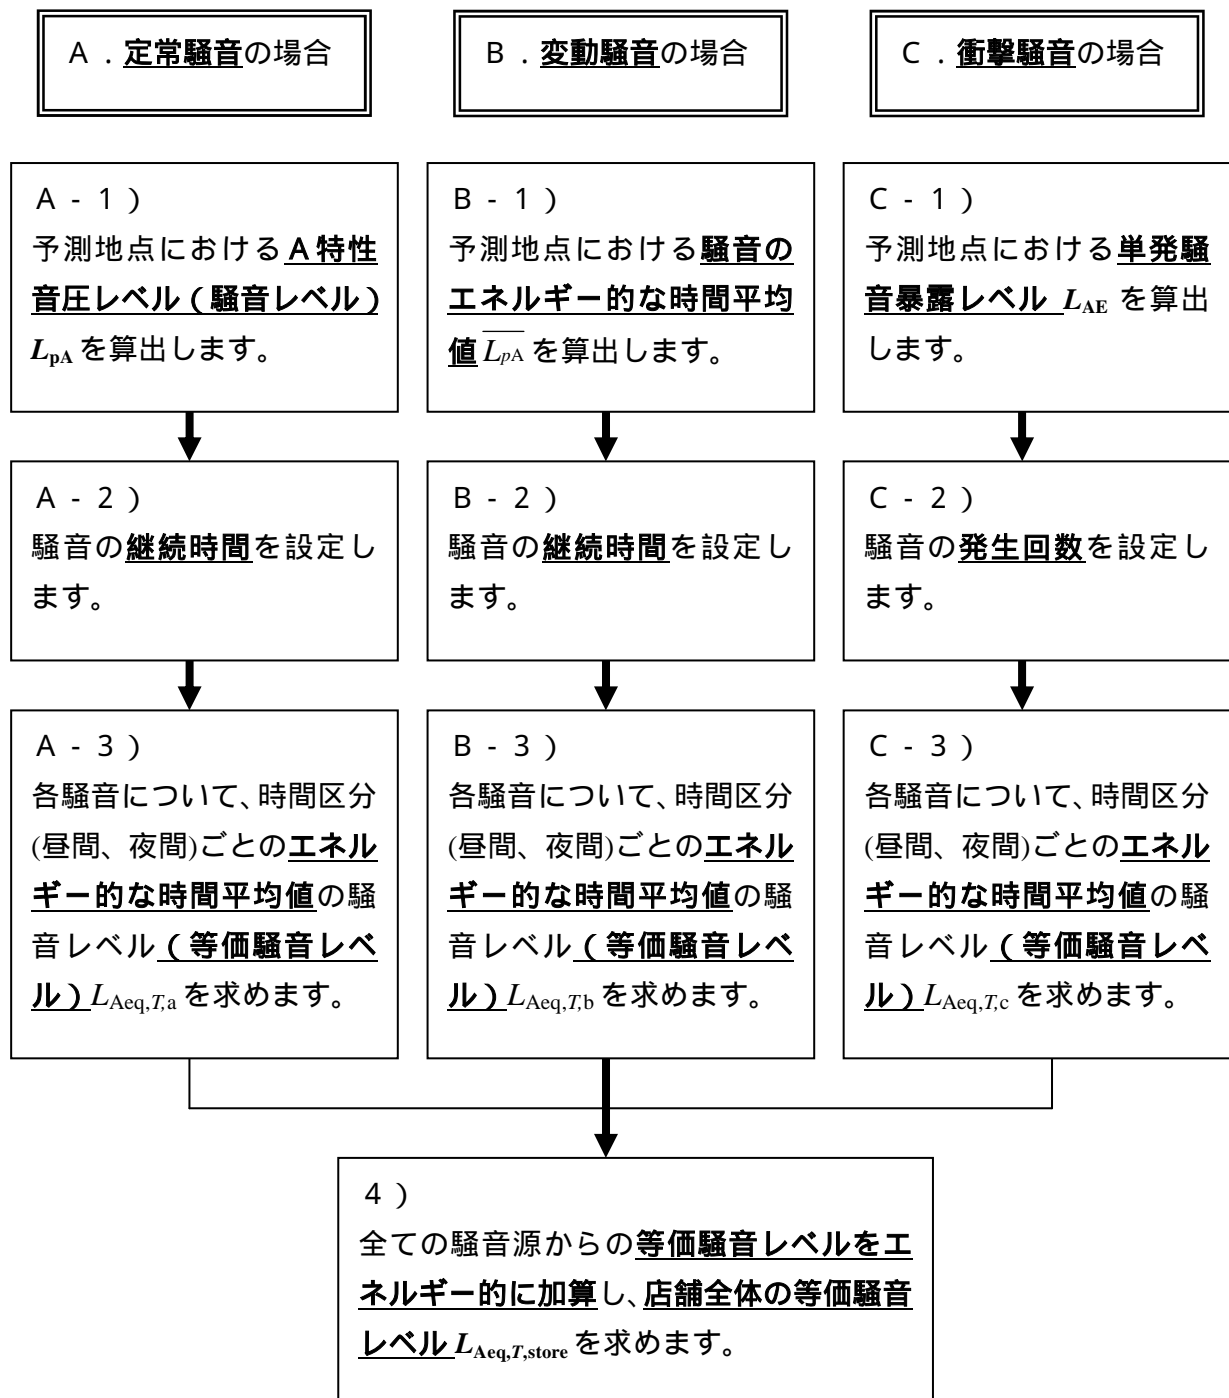 A．定常騒音の場合
A-1）
予測地点におけるA特性
音圧レベル（騒音レベル）
LpA を算出します。
A-2）
騒音の継続時間を設定し
ます。
A-3）
各騒音について、時間区分
(昼間、夜間)ごとのエネル
ギー的な時間平均値の騒
音レベル（等価騒音レベ
ル）LAeq,T,a を求めます。
B．変動騒音の場合
B-1）
予測地点における騒音の
エネルギー的な時間平均
値 LpA を算出します。
B-2）
騒音の継続時間を設定し
ます。
B-3）
各騒音について、時間区分
(昼間、夜間)ごとのエネル
ギー的な時間平均値の騒
音レベル（等価騒音レベ
ル）LAeq,T,b を求めます。
C．衝撃騒音の場合
C-1）
予測地点における単発騒
音暴露レベル LAE を算出
します。
C-2）
騒音の発生回数を設定し
ます。
C-3）
各騒音について、時間区分
(昼間、夜間)ごとのエネル
ギー的な時間平均値の騒
音レベル（等価騒音レベ
ル）LAeq,T,c を求めます。
4）
全ての騒音源からの等価騒音レベルをエ
ネルギー的に加算し、店舗全体の等価騒音
レベル LAeq,T,store を求めます。